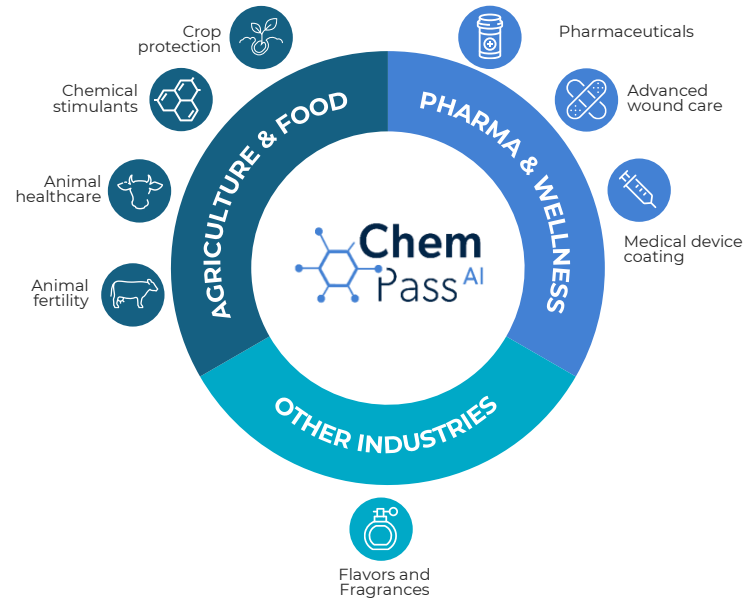 Crop
protection
Chemical
stimulants
Animal
healthcare
Animal
fertility
AGRICULTURE & FOOD
PHARMA & WELLNESS
OTHER INDUSTRIES
Chem
Pass AI
Pharmaceuticals
Advanced
wound care
Medical device
coating
Flavors and
Fragrances